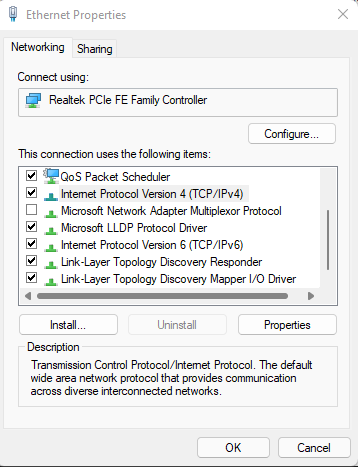 Ethernet Properties
Networking
Sharing
Connect using:
Realtek PCIe FE Family Controller
Configure...
This connection uses the following items:
QoS Packet Scheduler
Internet Protocol Version 4 (TCP/IPv4)
Microsoft Network Adapter Multiplexor Protocol
Microsoft LLDP Protocol Driver
Internet Protocol Version 6 (TCP/IPv6)
Link-Layer Topology Discovery Responder
Link-Layer Topology Discovery Mapper I/O Driver
Install...
Uninstall
Properties
Description
Transmission Control Protocol/Internet Protocol. The default
wide area network protocol that provides communication
across diverse interconnected networks.
OK
Cancel